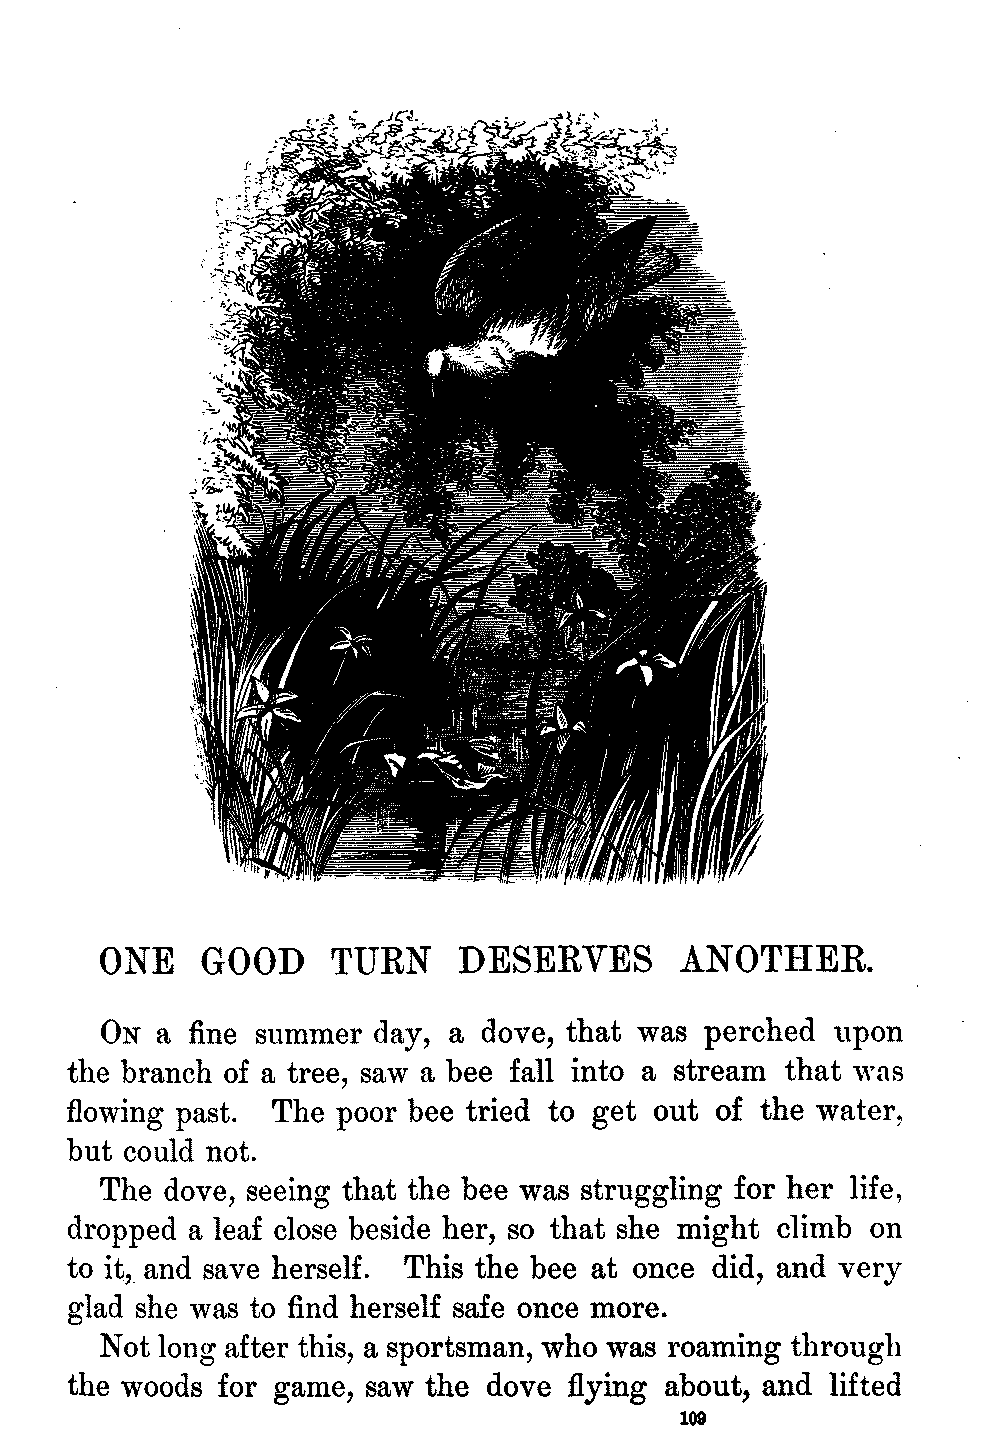 ONE GOOD TURN DESERVES ANOTHER.
ON a fine summer day, a dove, that was perched upon
the branch of a tree, saw a bee fall into a stream that was
flowing past. The poor bee tried to get out of the water,
but could not.
The dove, seeing that the bee was struggling for her life,
dropped a leaf close beside her, so that she might climb on
to it, and save herself. This the bee at once did, and very
glad she was to find herself safe once more.
Not long after this, a sportsman, who was roaming through
the woods for game, saw the dove flying about, and lifted
109